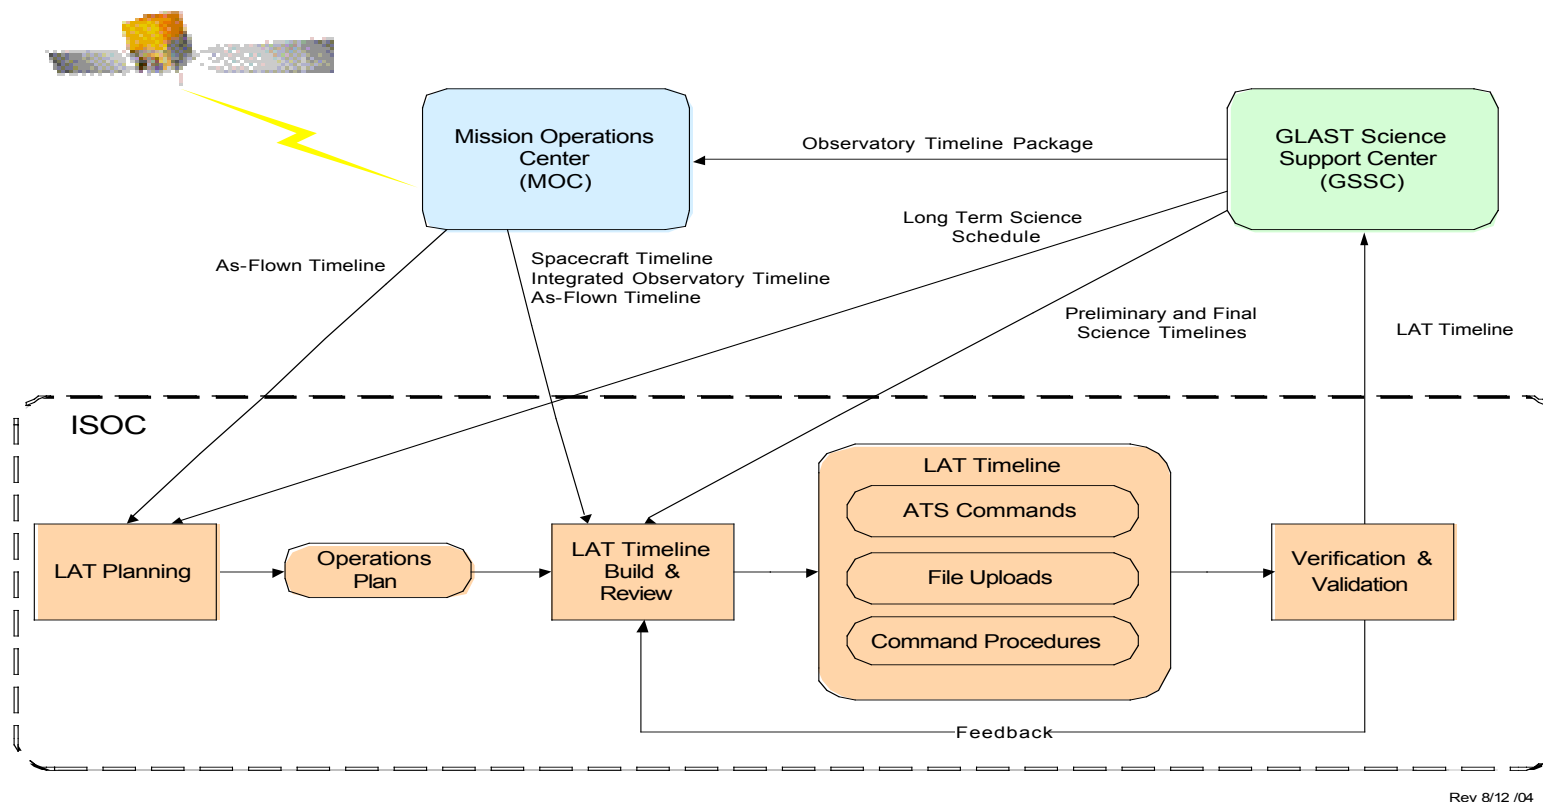 Mission Operations
Center
(MOC)
GLAST Science
Support Center
(GSSC)
Observatory Timeline Package
Long Term Science
Schedule
As-Flown Timeline
Spacecraft Timeline
Integrated Observatory Timeline
As-Flown Timeline
Preliminary and Final
Science Timelines
LAT Timeline
ISOC
LAT Planning
Operations
Plan
LAT Timeline
Build &
Review
LAT Timeline
ATS Commands
File Uploads
Command Procedures
Verification &
Validation
Feedback
Rev 8/12 /04